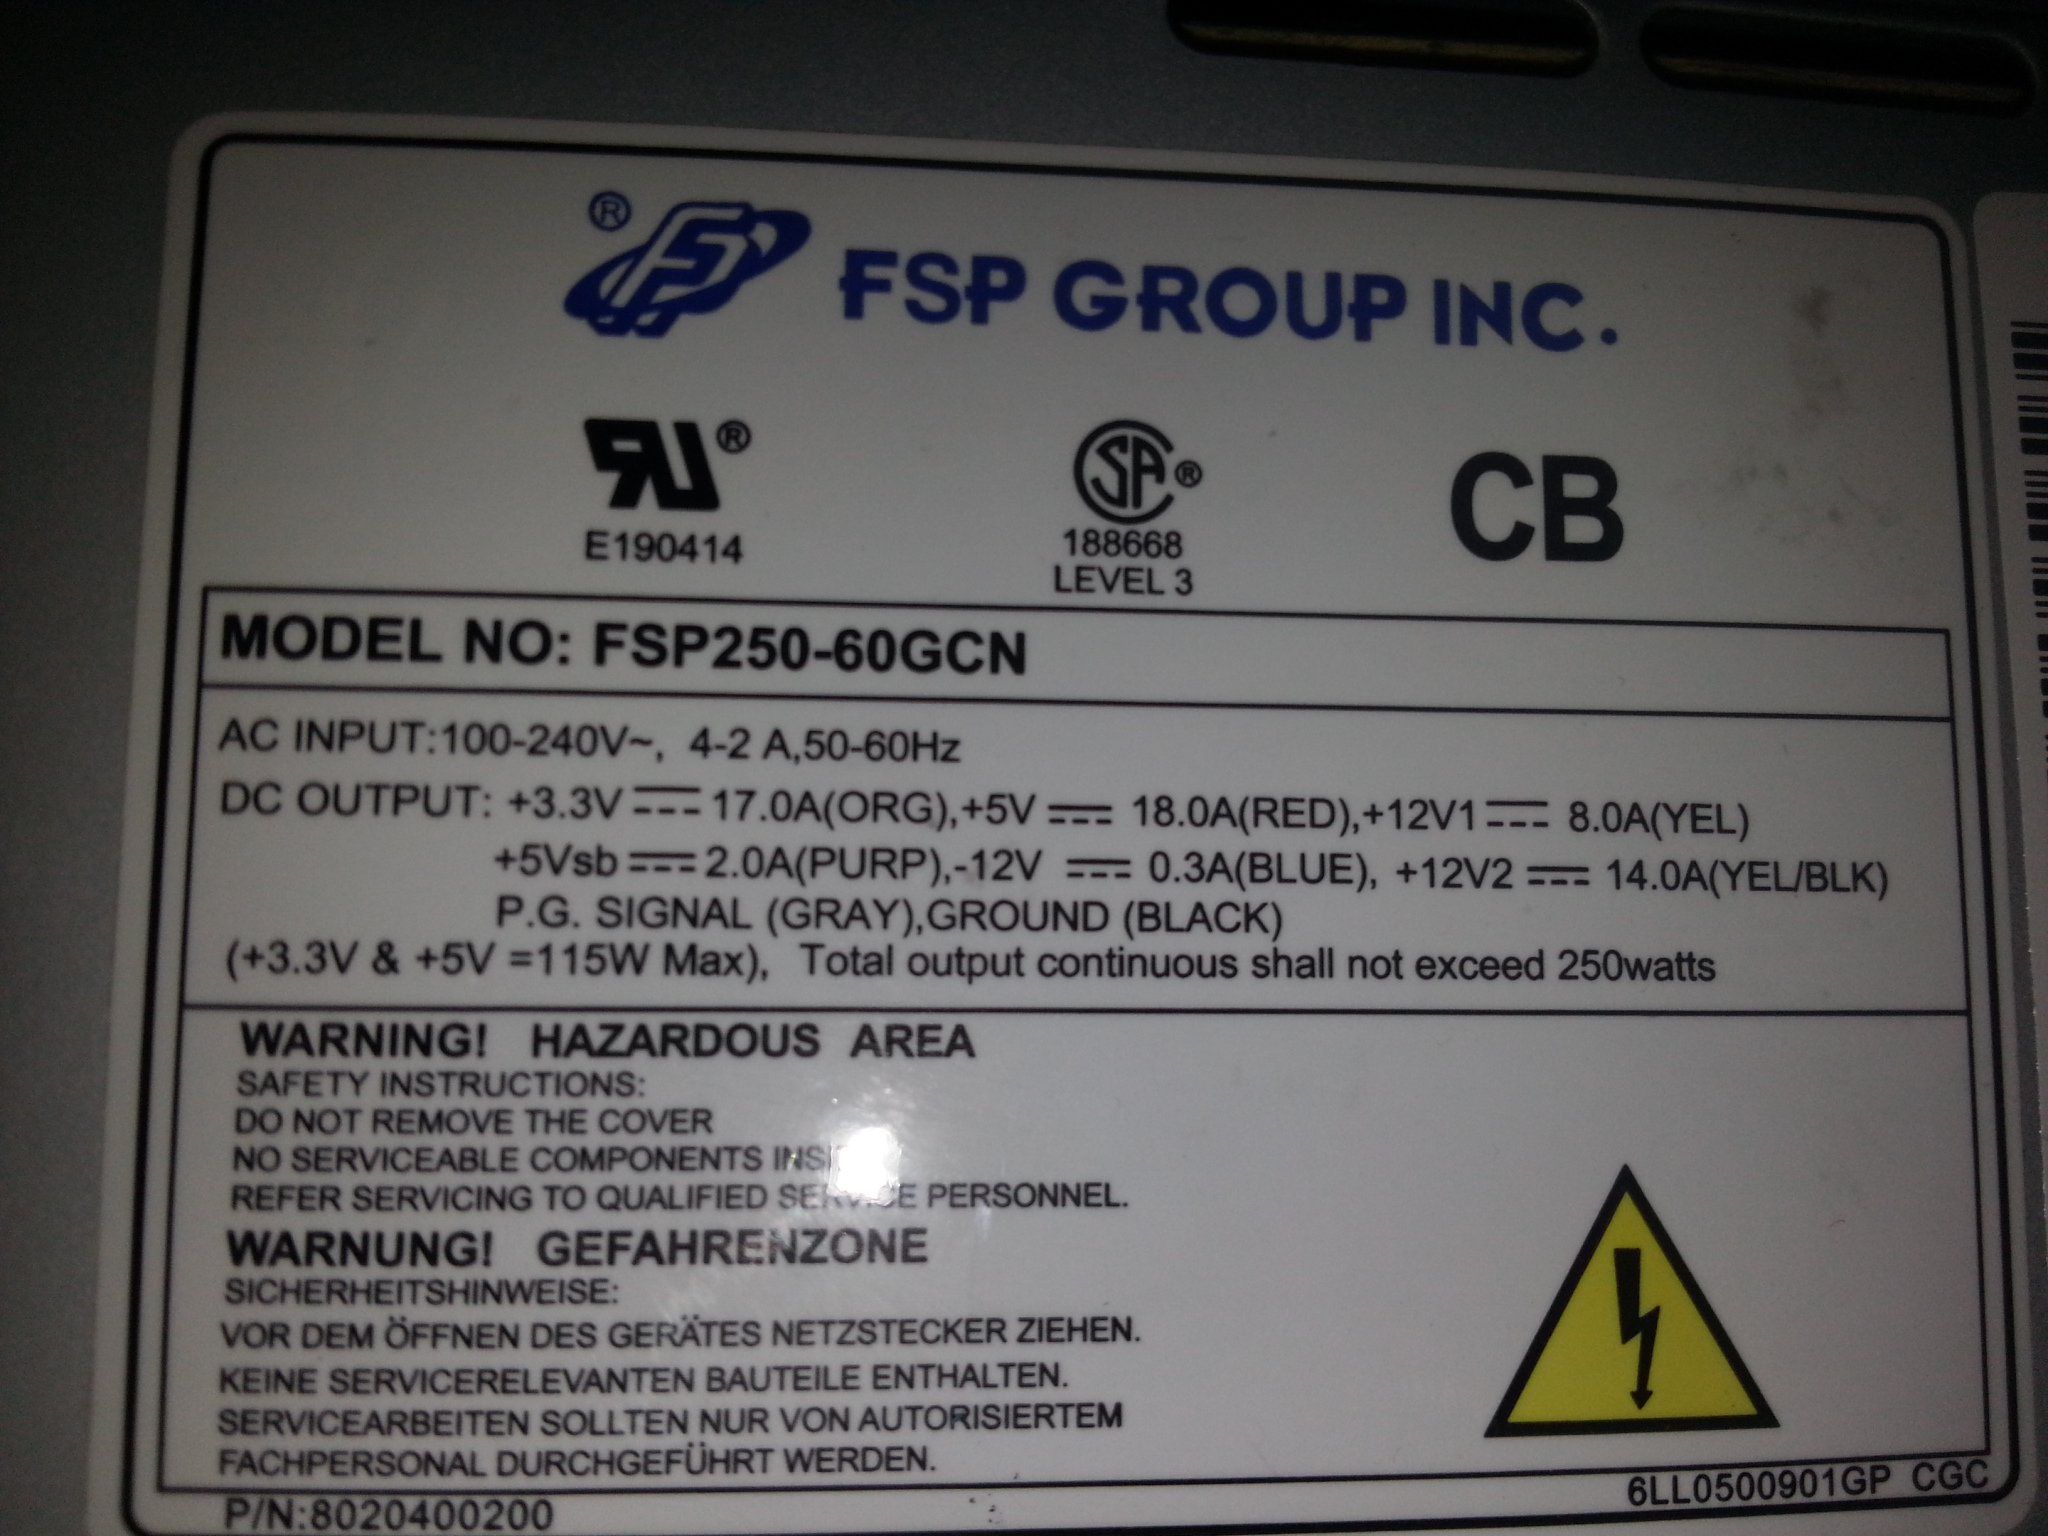 ® FSP GROUP INC.
® ® CB
E190414 188668
LEVEL 3
MODEL NO: FSP250-60GCN
AC INPUT:100-240V~, 4-2 A,50-60Hz
DC OUTPUT: +3.3V⎓17.0A(ORG),+5V ⎓ 18.0A(RED),+12V1⎓ 8.0A(YEL)
+5Vsb⎓2.0A(PURP),-12V ⎓ 0.3A(BLUE), +12V2 ⎓ 14.0A(YEL/BLK)
P.G. SIGNAL (GRAY),GROUND (BLACK)
(+3.3V & +5V =115W Max), Total output continuous shall not exceed 250watts
WARNING! HAZARDOUS AREA
SAFETY INSTRUCTIONS:
DO NOT REMOVE THE COVER
NO SERVICEABLE COMPONENTS
REFER SERVICING TO QUALIFIED SERVICE PERSONNEL.
WARNUNG! GEFAHRENZONE
SICHERHEITSHINWEISE:
VOR DEM ÖFFNEN DES GERÄTES NETZSTECKER ZIEHEN.
KEINE SERVICERELEVANTEN BAUTEILE ENTHALTEN.
SERVICEARBEITEN SOLLTEN NUR VON AUTORISIERTEM
FACHPERSONAL DURCHGEFÜHRT WERDEN.
6LL0500901GP CGC
P/N:8020400200